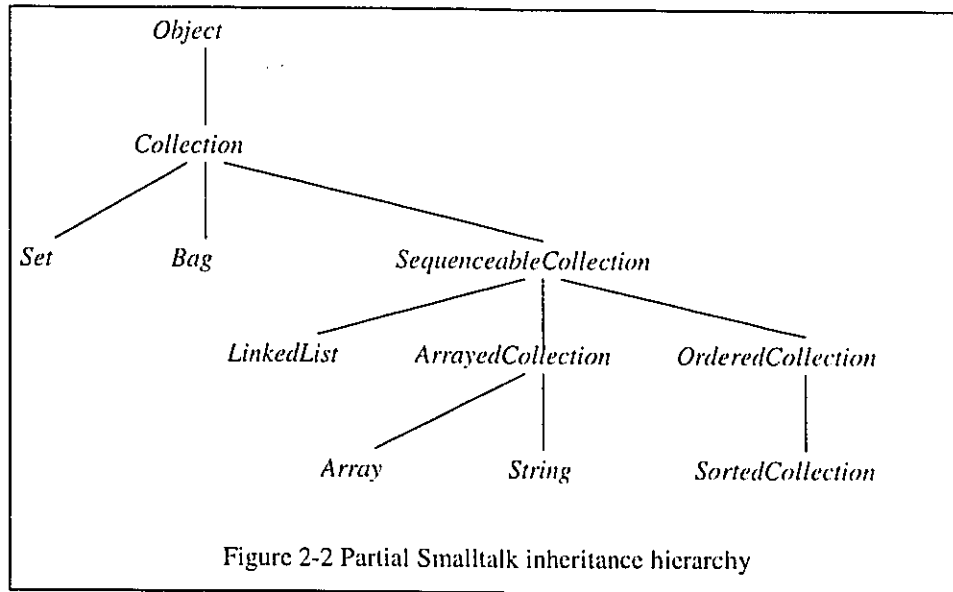 Object
Collection
Set Bag SequenceableCollection
LinkedList ArrayedCollection OrderedCollection
Array String SortedCollection
Figure 2-2 Partial Smalltalk inheritance hierarchy